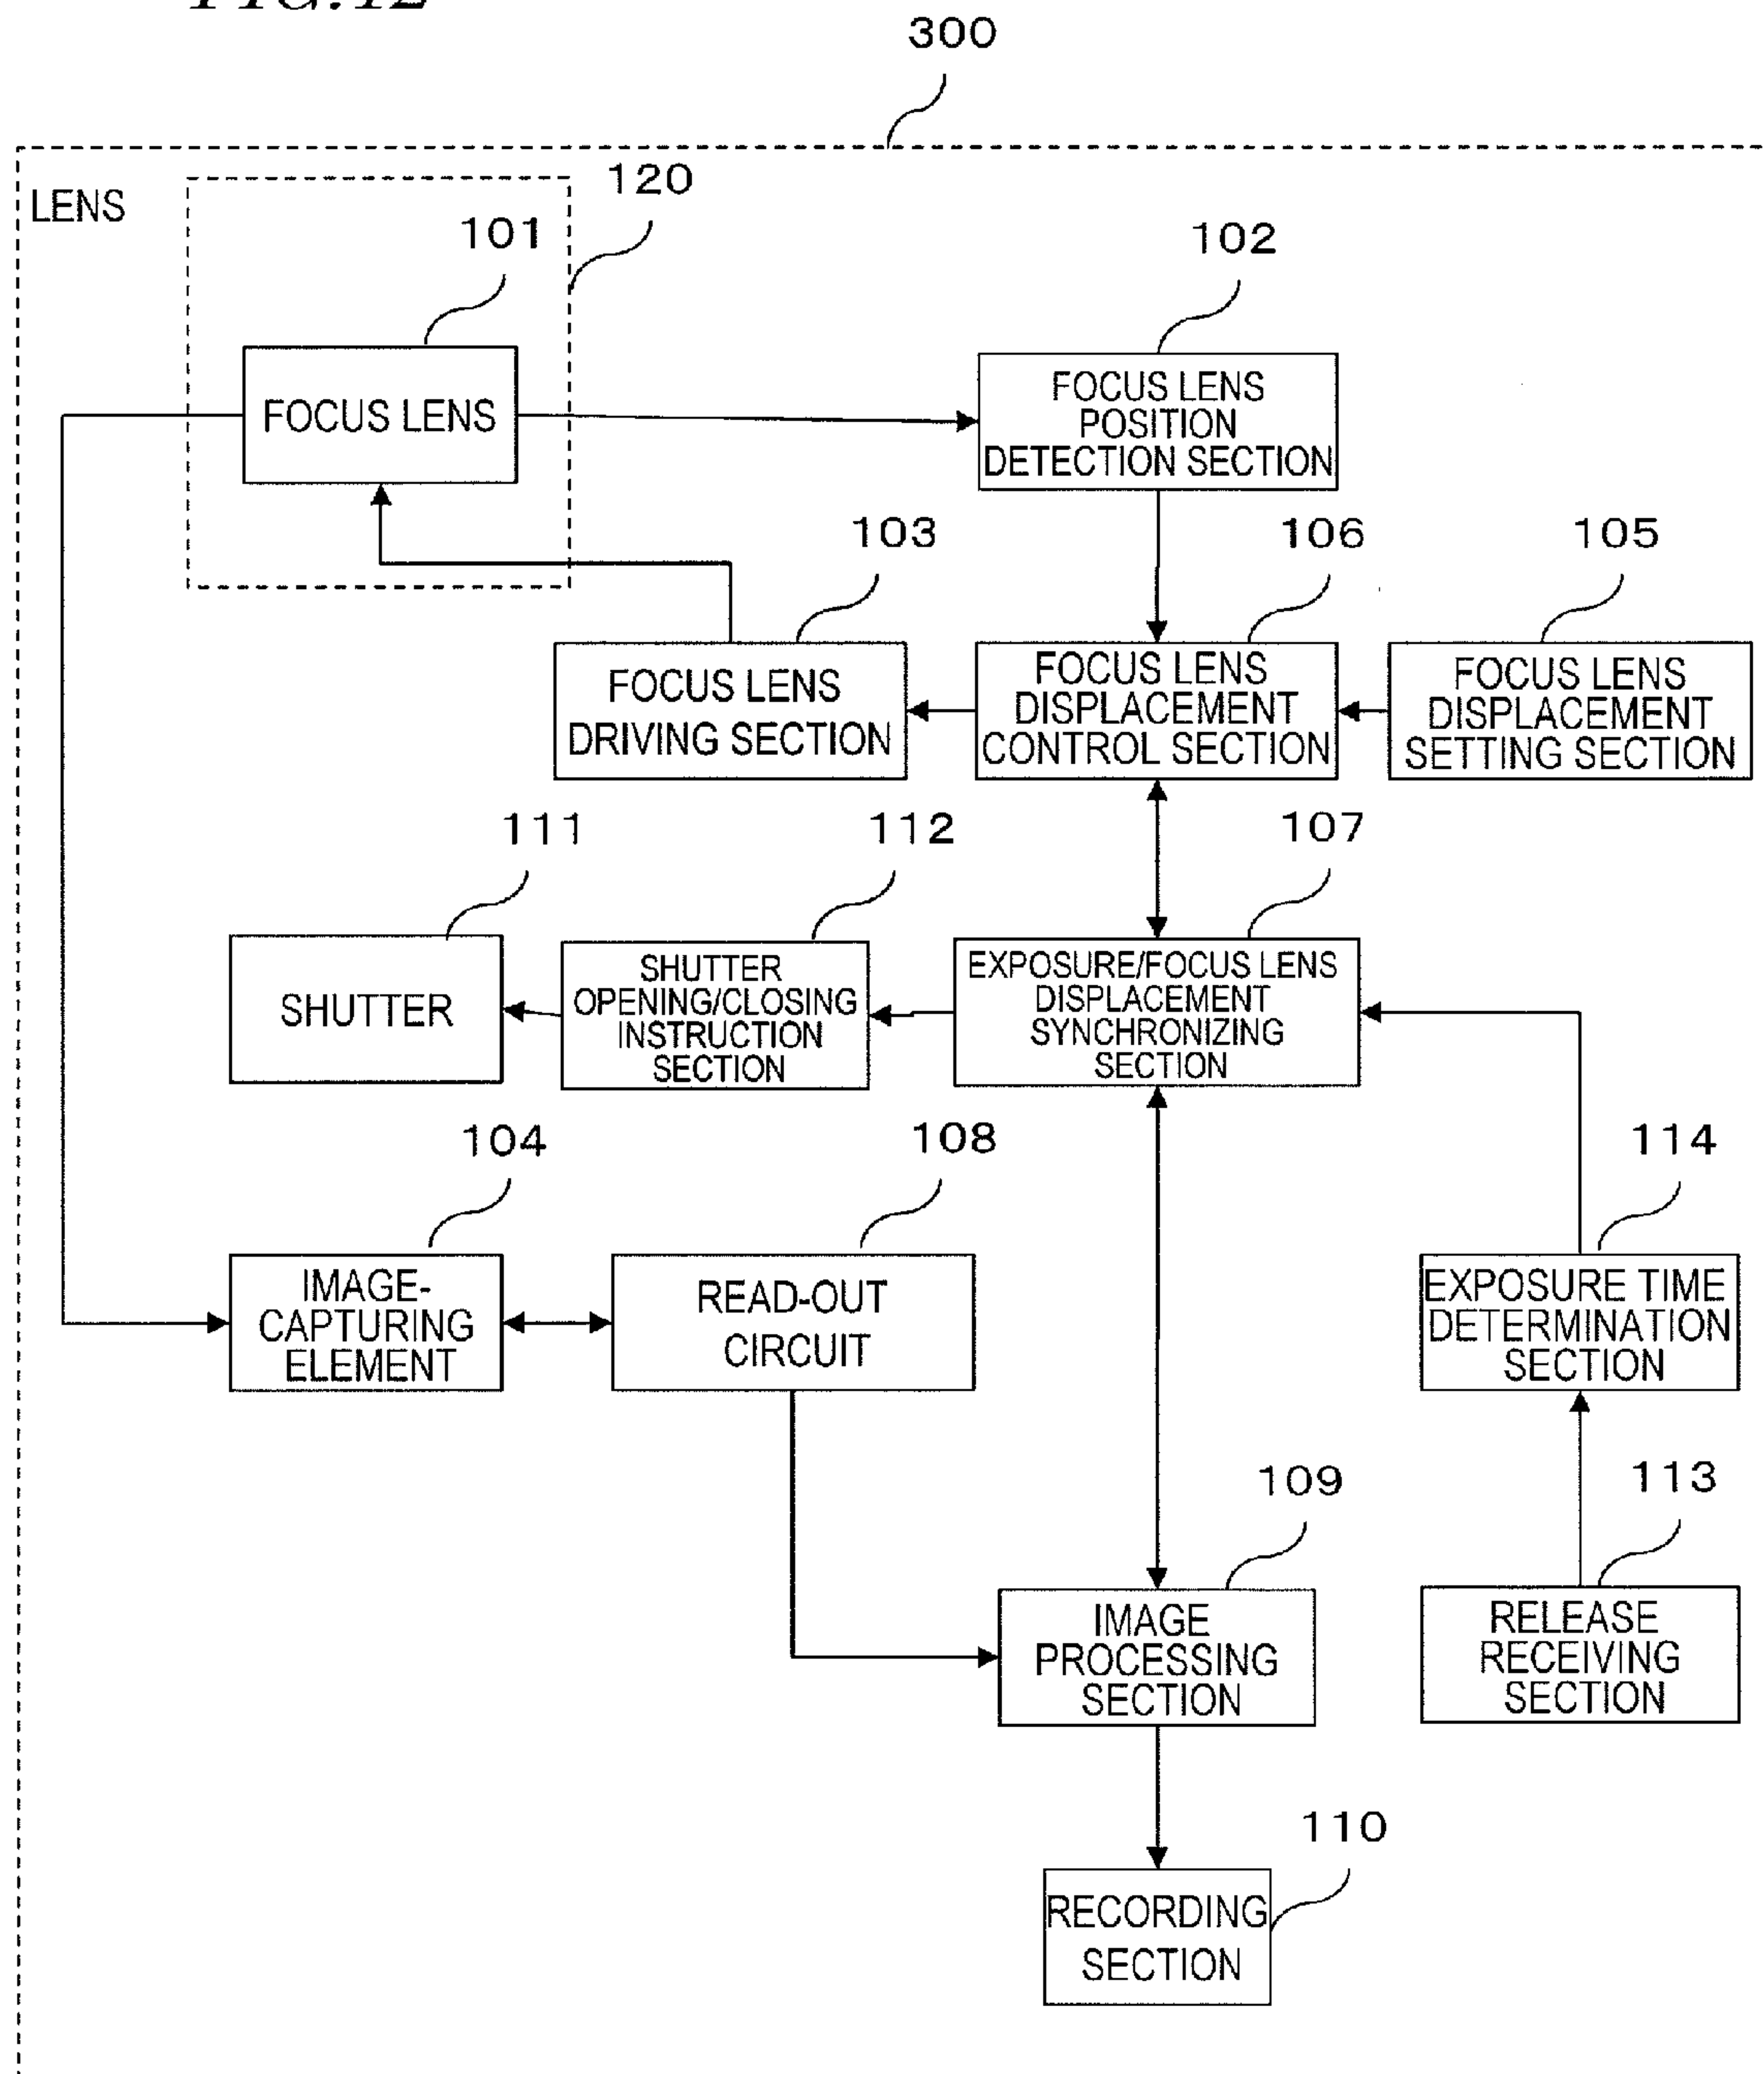 FIG.12
300
LENS
120
101
102
FOCUS LENS
FOCUS LENS
POSITION
DETECTION SECTION
103
106
105
FOCUS LENS
DRIVING SECTION
FOCUS LENS
DISPLACEMENT
CONTROL SECTION
FOCUS LENS
DISPLACEMENT
SETTING SECTION
111
112
107
SHUTTER
SHUTTER
OPENING/CLOSING
INSTRUCTION
SECTION
EXPOSURE/FOCUS LENS
DISPLACEMENT
SYNCHRONIZING
SECTION
104
108
114
IMAGE-
CAPTURING
ELEMENT
READ-OUT
CIRCUIT
EXPOSURE TIME
DETERMINATION
SECTION
109
113
IMAGE
PROCESSING
SECTION
RELEASE
RECEIVING
SECTION
110
RECORDING
SECTION